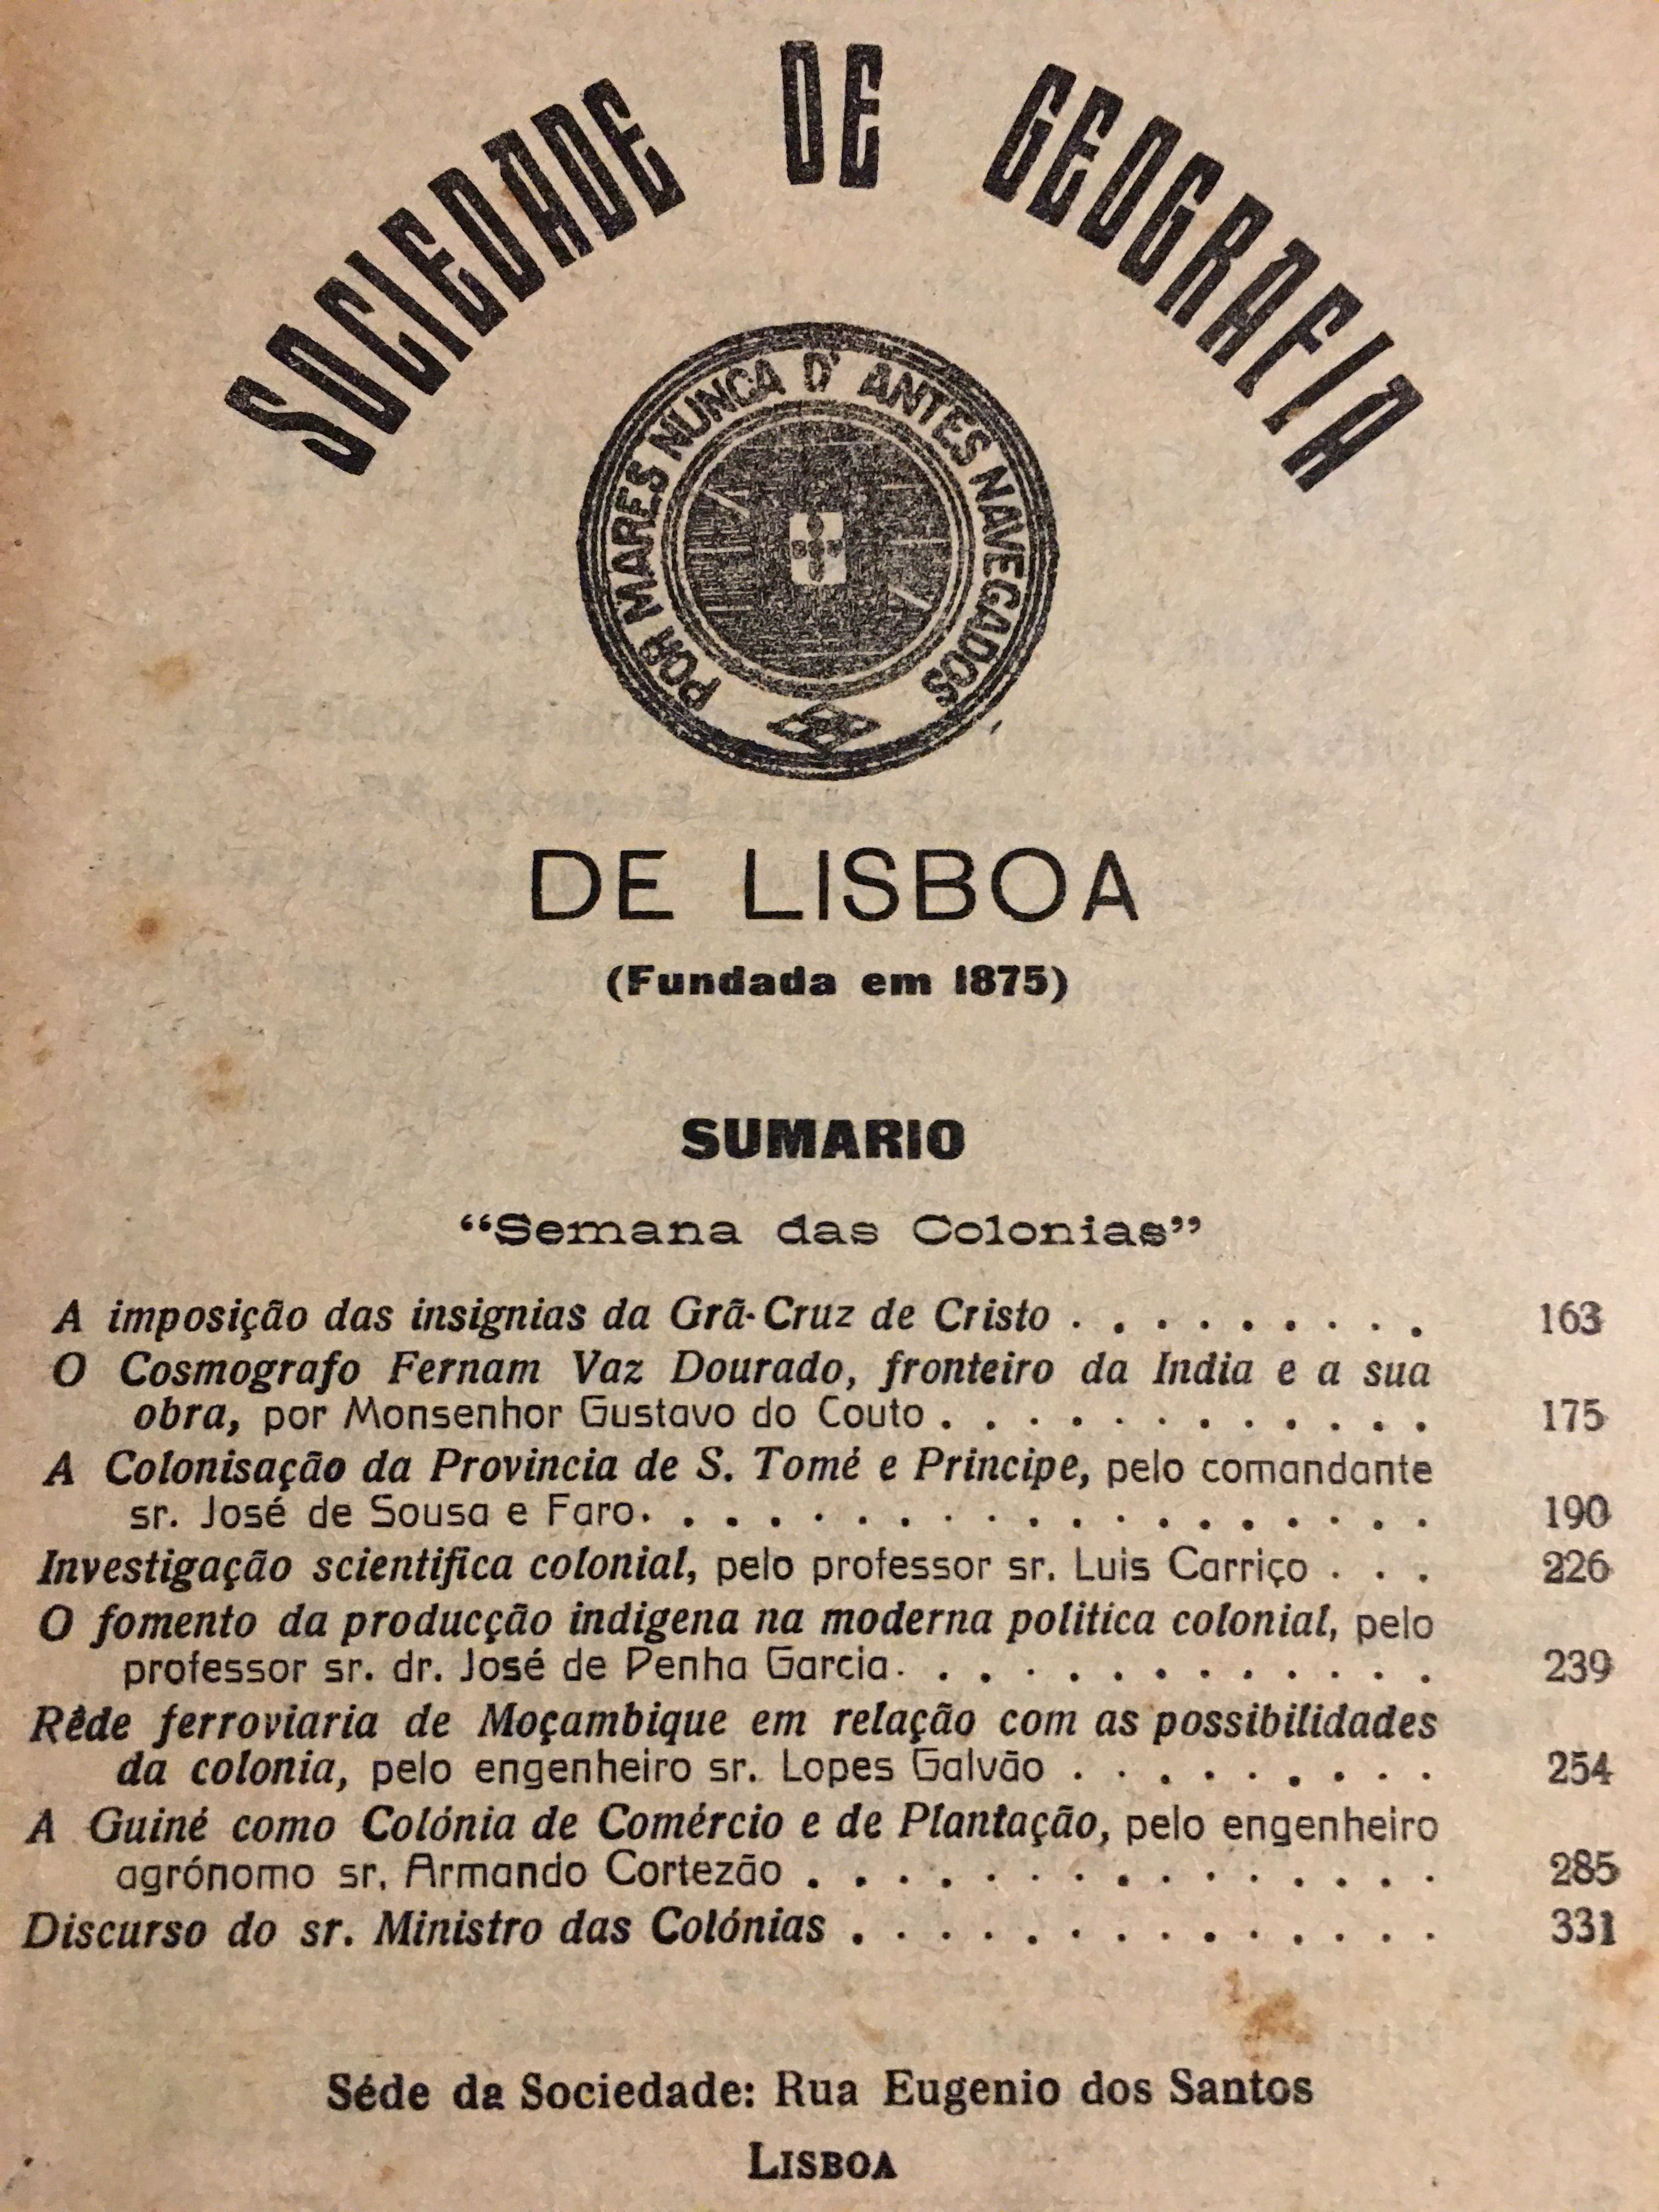 SOCIEDADE DE GEOGRAFIA
POR MARES NUNCA D' ANTES NAVEGADOS
DE LISBOA
(Fundada em 1875)
SUMARIO
“Semana das Colonias”
A imposição das insignias da Grã-Cruz de Cristo . . . . . . . . . 163
O Cosmografo Fernam Vaz Dourado, fronteiro da India e a sua
obra, por Monsenhor Gustavo do Couto . . . . . . . . . . . . 175
A Colonisação da Provincia de S. Tomé e Principe, pelo comandante
sr. José de Sousa e Faro. . . . . . . . . . . . . . . . . . . 190
Investigação scientifica colonial, pelo professor sr. Luis Carriço . . . 226
O fomento da producção indigena na moderna politica colonial, pelo
professor sr. dr. José de Penha Garcia. . . . . . . . . . . . . 239
Rêde ferroviaria de Moçambique em relação com as possibilidades
da colonia, pelo engenheiro sr. Lopes Galvão . . . . . . . . . 254
A Guiné como Colónia de Comércio e de Plantação, pelo engenheiro
agrónomo sr. Armando Cortezão . . . . . . . . . . . . . . . 285
Discurso do sr. Ministro das Colónias . . . . . . . . . . . . . . 331
Séde da Sociedade: Rua Eugenio dos Santos
LISBOA